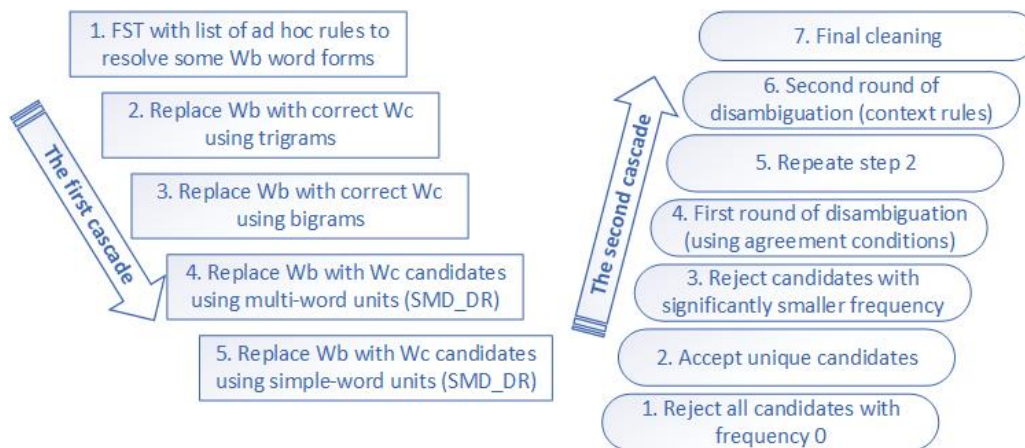 1. FST with list of ad hoc rules to
resolve some Wb word forms
2. Replace Wb with correct Wc
using trigrams
3. Replace Wb with correct Wc
using bigrams
4. Replace Wb with Wc candidates
using multi-word units (SMD_DR)
5. Replace Wb with Wc candidates
using simple-word units (SMD_DR)
The first cascade
7. Final cleaning
6. Second round of
disambiguation (context rules)
5. Repeate step 2
4. First round of disambiguation
(using agreement conditions)
3. Reject candidates with
significantly smaller frequency
2. Accept unique candidates
1. Reject all candidates with
frequency 0
The second cascade